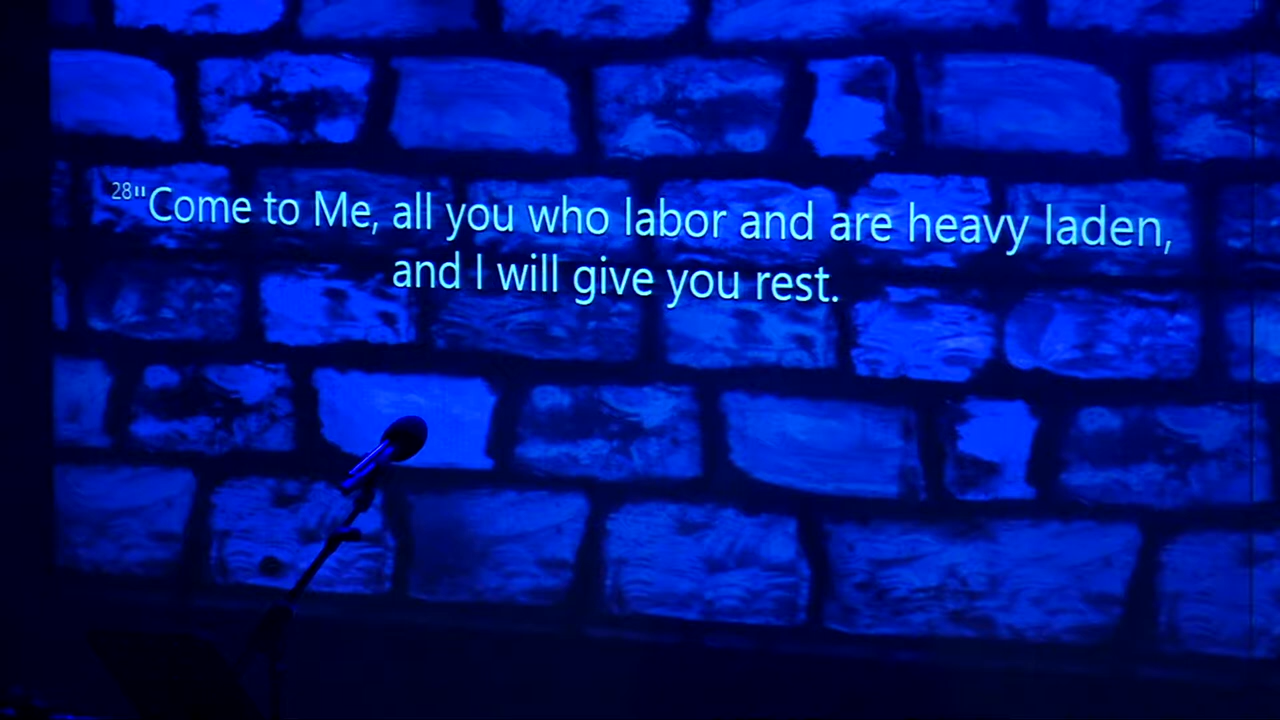 28"Come to Me, all you who labor and are heavy laden,
and I will give you rest.